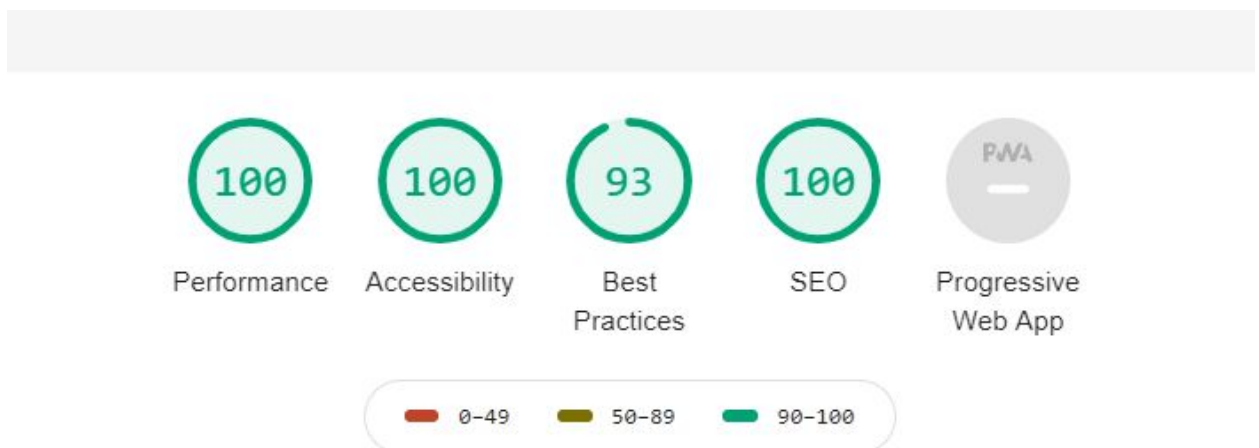 100
100
93
100
PWA
Performance
Accessibility
Best
Practices
SEO
Progressive
Web App
0–49
50–89
90–100